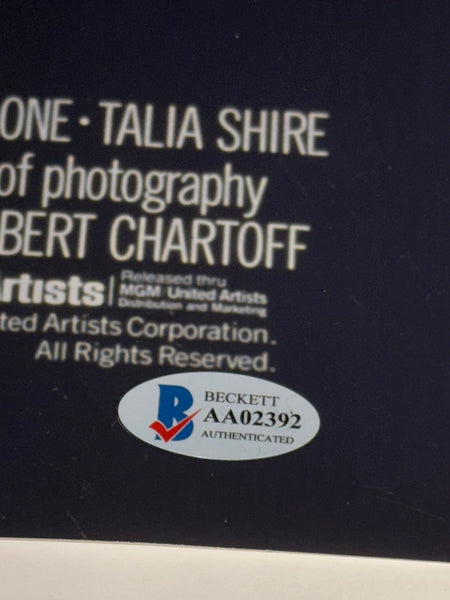 ONE · TALIA SHIRE
of photography
BERT CHARTOFF
Artists | Released thru
MGM United Artists
Distribution and Marketing
ted Artists Corporation.
All Rights Reserved.
B
BECKETT
AA02392
AUTHENTICATED